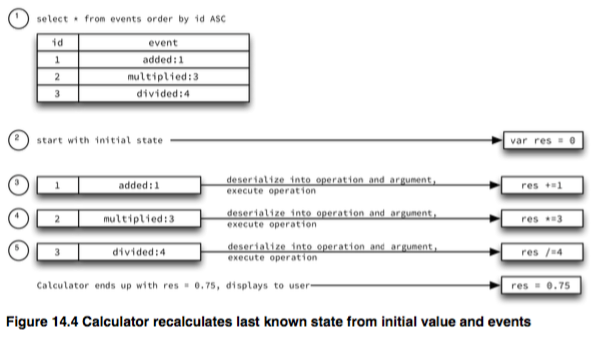 1 select * from events order by id ASC
id event
1 added:1
2 multiplied:3
3 divided:4
2 start with initial state var res = 0
3 1 added:1 deserialize into operation and argument, execute operation res +=1
4 2 multiplied:3 deserialize into operation and argument, execute operation res *=3
5 3 divided:4 deserialize into operation and argument, execute operation res /=4
Calculator ends up with res = 0.75, displays to user res = 0.75
Figure 14.4 Calculator recalculates last known state from initial value and events